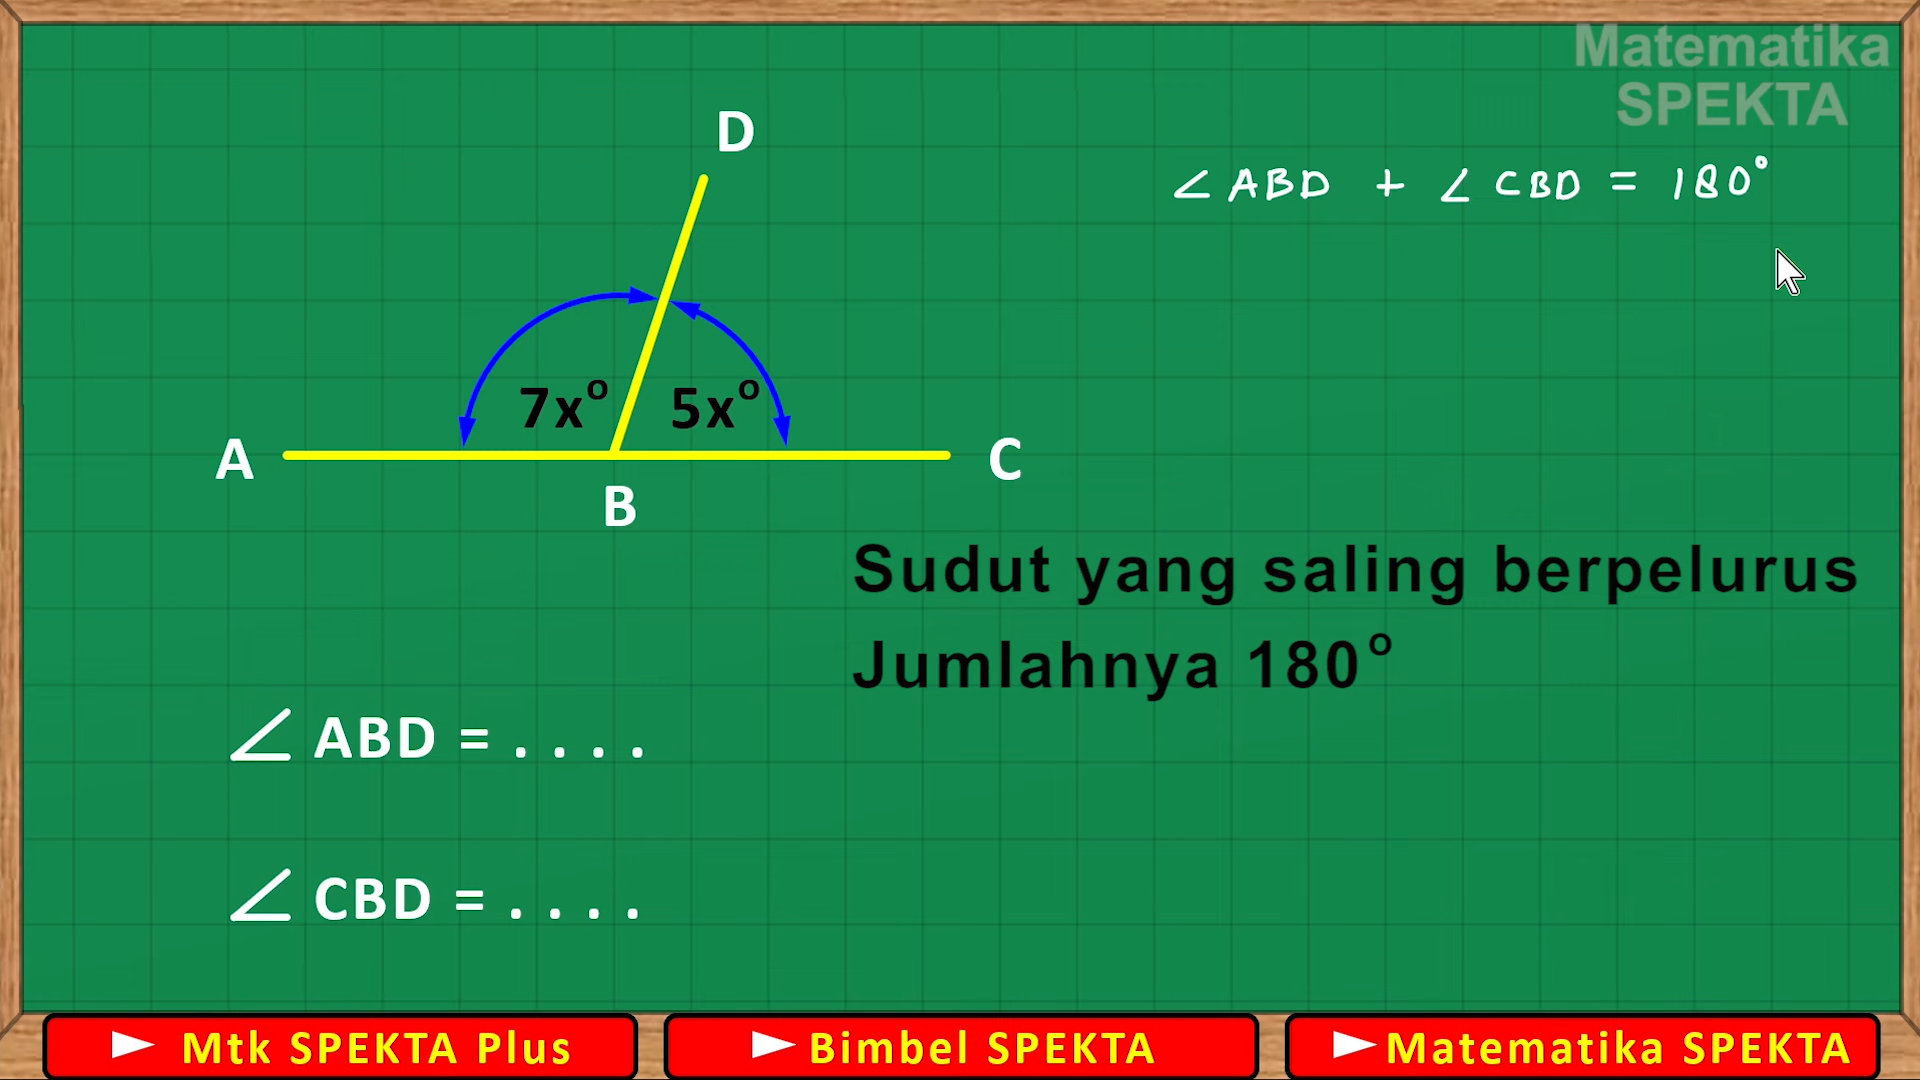 Matematika
SPEKTA
D
∠ ABD + ∠ CBD = 180°
7x° 5x°
A C
B
Sudut yang saling berpelurus
Jumlahnya 180°
∠ ABD = . . . .
∠ CBD = . . . .
Mtk SPEKTA Plus
Bimbel SPEKTA
Matematika SPEKTA